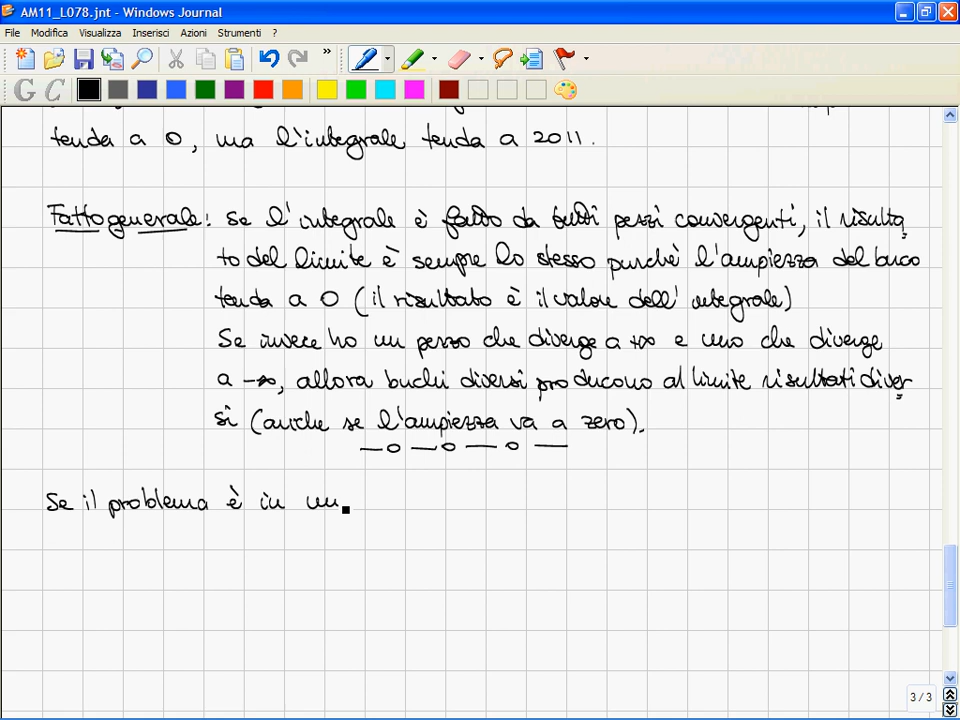 AM11_L078.jnt - Windows Journal
File Modifica Visualizza Inserisci Azioni Strumenti ?
tenda a 0, ma l'integrale tenda a 2011.
Fatto generale: Se l'integrale è fatto da tutti pezzi convergenti, il risulta
to del limite è sempre lo stesso purchè l'ampiezza del buco
tenda a 0 (il risultato è il valore dell'integrale)
Se invece ho un pezzo che diverge a +∞ e uno che diverge
a -∞, allora buchi diversi producono al limite risultati diver
si (anche se l'ampiezza va a zero).
Se il problema è in un
3 / 3